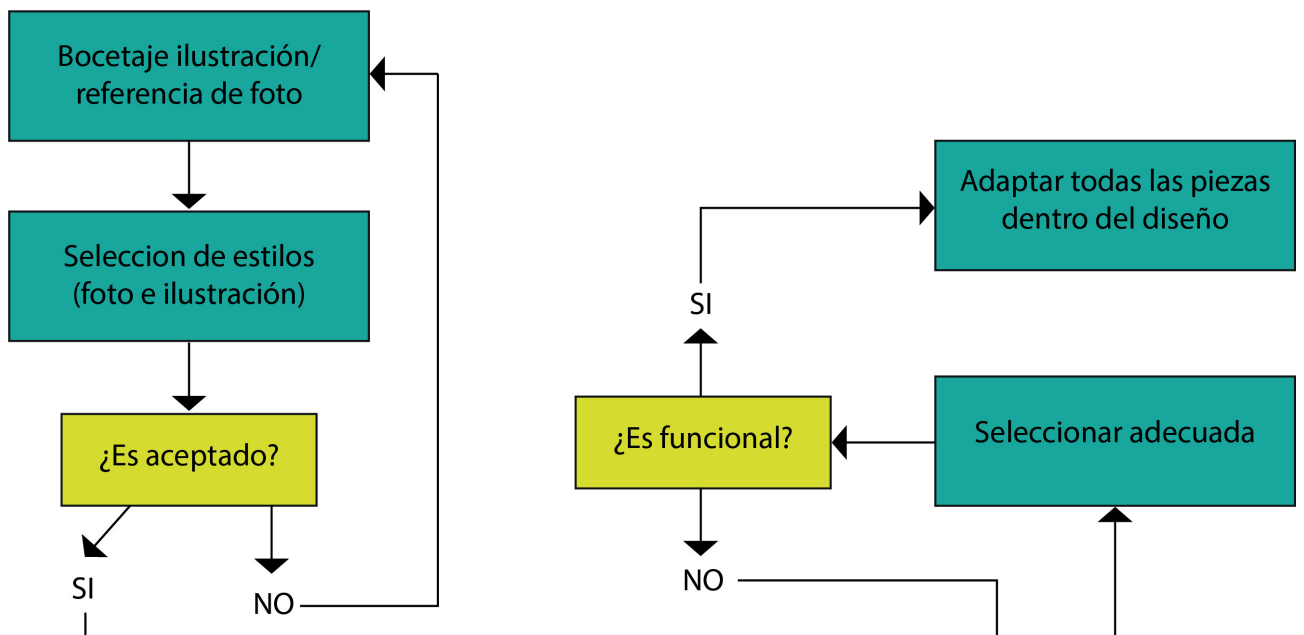 Bocetaje ilustración/
referencia de foto
Seleccion de estilos
(foto e ilustración)
¿Es aceptado?
SI
NO
Adaptar todas las piezas
dentro del diseño
SI
¿Es funcional?
Seleccionar adecuada
NO